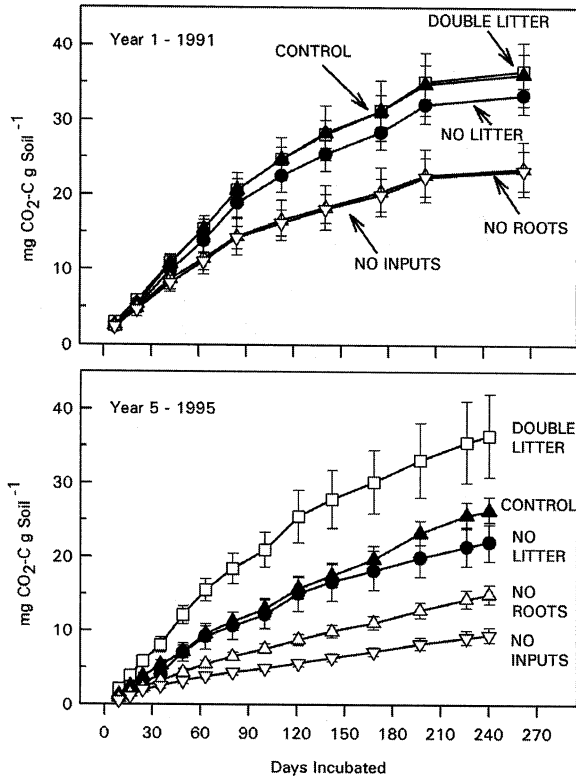 Year 1 - 1991
DOUBLE LITTER
CONTROL
NO LITTER
NO ROOTS
NO INPUTS
mg CO₂-C g Soil⁻¹
40
30
20
10
0
Year 5 - 1995
DOUBLE
LITTER
CONTROL
NO
LITTER
NO
ROOTS
NO
INPUTS
mg CO₂-C g Soil⁻¹
40
30
20
10
0
0 30 60 90 120 150 180 210 240 270
Days Incubated